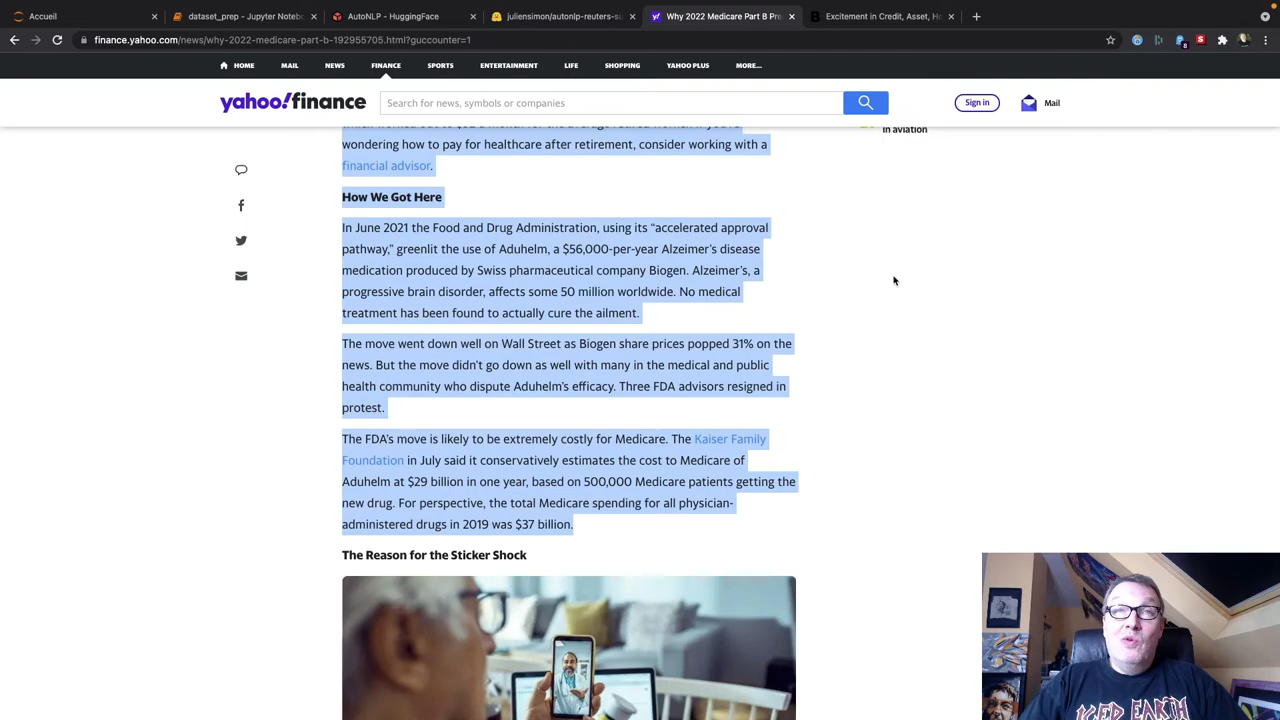 Accueil
dataset_prep - Jupyter Notebo
AutoNLP - HuggingFace
juliensimon/autonlp-reuters-su
Why 2022 Medicare Part B Pre
Excitement in Credit, Asset, He
finance.yahoo.com/news/why-2022-medicare-part-b-192955705.html?guccounter=1
8
HOME MAIL NEWS FINANCE SPORTS ENTERTAINMENT LIFE SHOPPING YAHOO PLUS MORE...
yahoo!finance
Search for news, symbols or companies
Sign in
Mail
in aviation
wondering how to pay for healthcare after retirement, consider working with a
financial advisor.
How We Got Here
In June 2021 the Food and Drug Administration, using its “accelerated approval
pathway,” greenlit the use of Aduhelm, a $56,000-per-year Alzeimer’s disease
medication produced by Swiss pharmaceutical company Biogen. Alzeimer’s, a
progressive brain disorder, affects some 50 million worldwide. No medical
treatment has been found to actually cure the ailment.
The move went down well on Wall Street as Biogen share prices popped 31% on the
news. But the move didn’t go down as well with many in the medical and public
health community who dispute Aduhelm’s efficacy. Three FDA advisors resigned in
protest.
The FDA’s move is likely to be extremely costly for Medicare. The Kaiser Family
Foundation in July said it conservatively estimates the cost to Medicare of
Aduhelm at $29 billion in one year, based on 500,000 Medicare patients getting the
new drug. For perspective, the total Medicare spending for all physician-
administered drugs in 2019 was $37 billion.
The Reason for the Sticker Shock
ICED EARTH